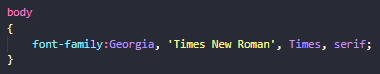 body
{
    font-family:Georgia, 'Times New Roman', Times, serif;
}